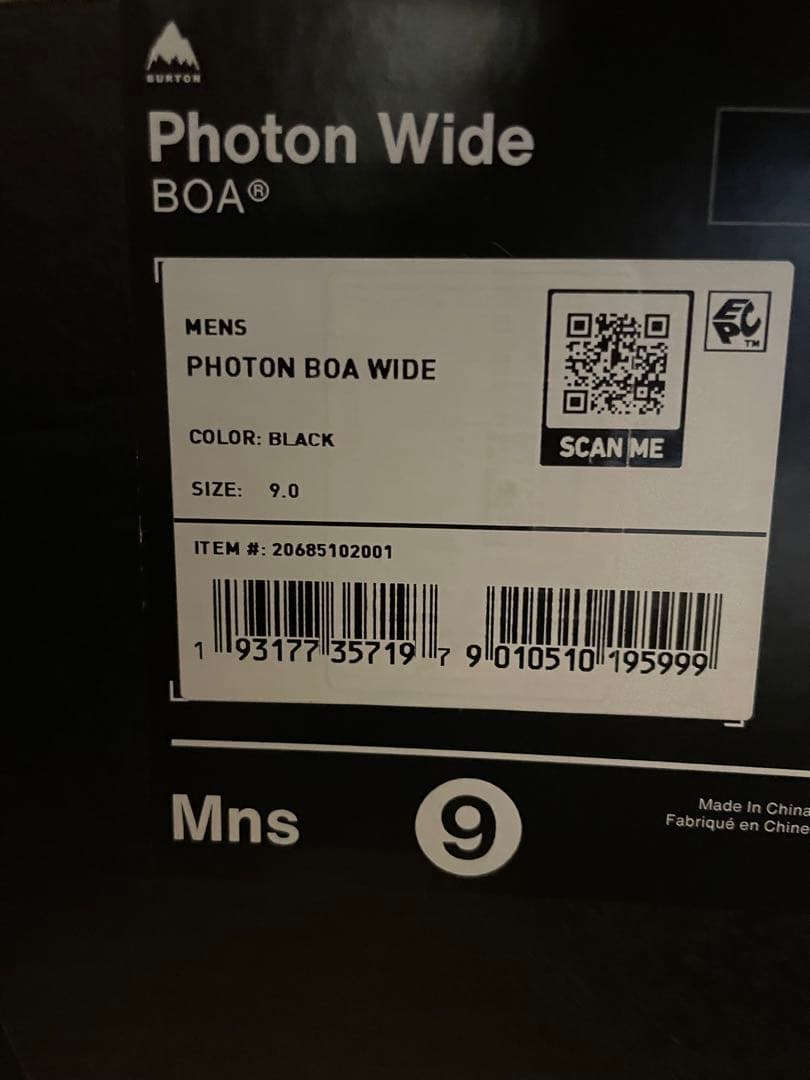 BURTON
Photon Wide
BOA®
MENS
PHOTON BOA WIDE
COLOR: BLACK
SIZE: 9.0
EPC™
SCAN ME
ITEM #: 20685102001
1 93177 35719 7
9 010510 195999
Mns 9
Made In China
Fabriqué en Chine